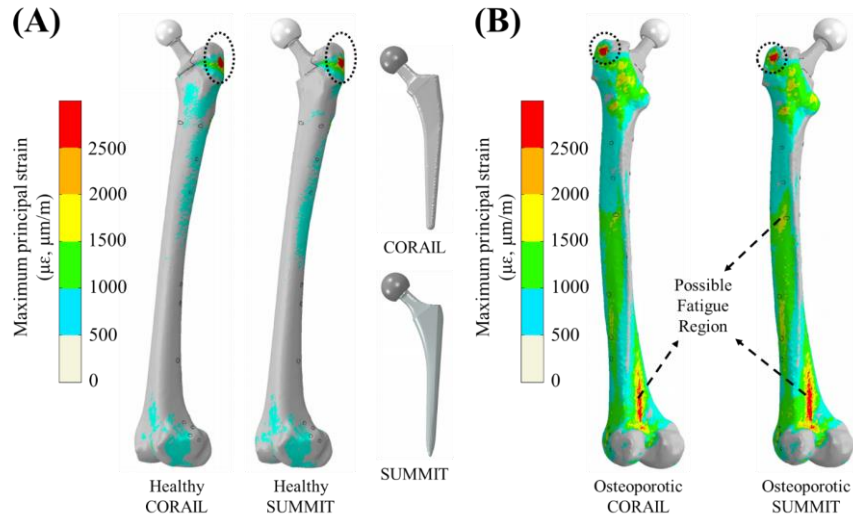 (A)
Maximum principal strain
(με, μm/m)
2500
2000
1500
1000
500
0
Healthy
CORAIL
Healthy
SUMMIT
CORAIL
SUMMIT
(B)
Maximum principal strain
(με, μm/m)
2500
2000
1500
1000
500
0
Possible
Fatigue
Region
Osteoporotic
CORAIL
Osteoporotic
SUMMIT